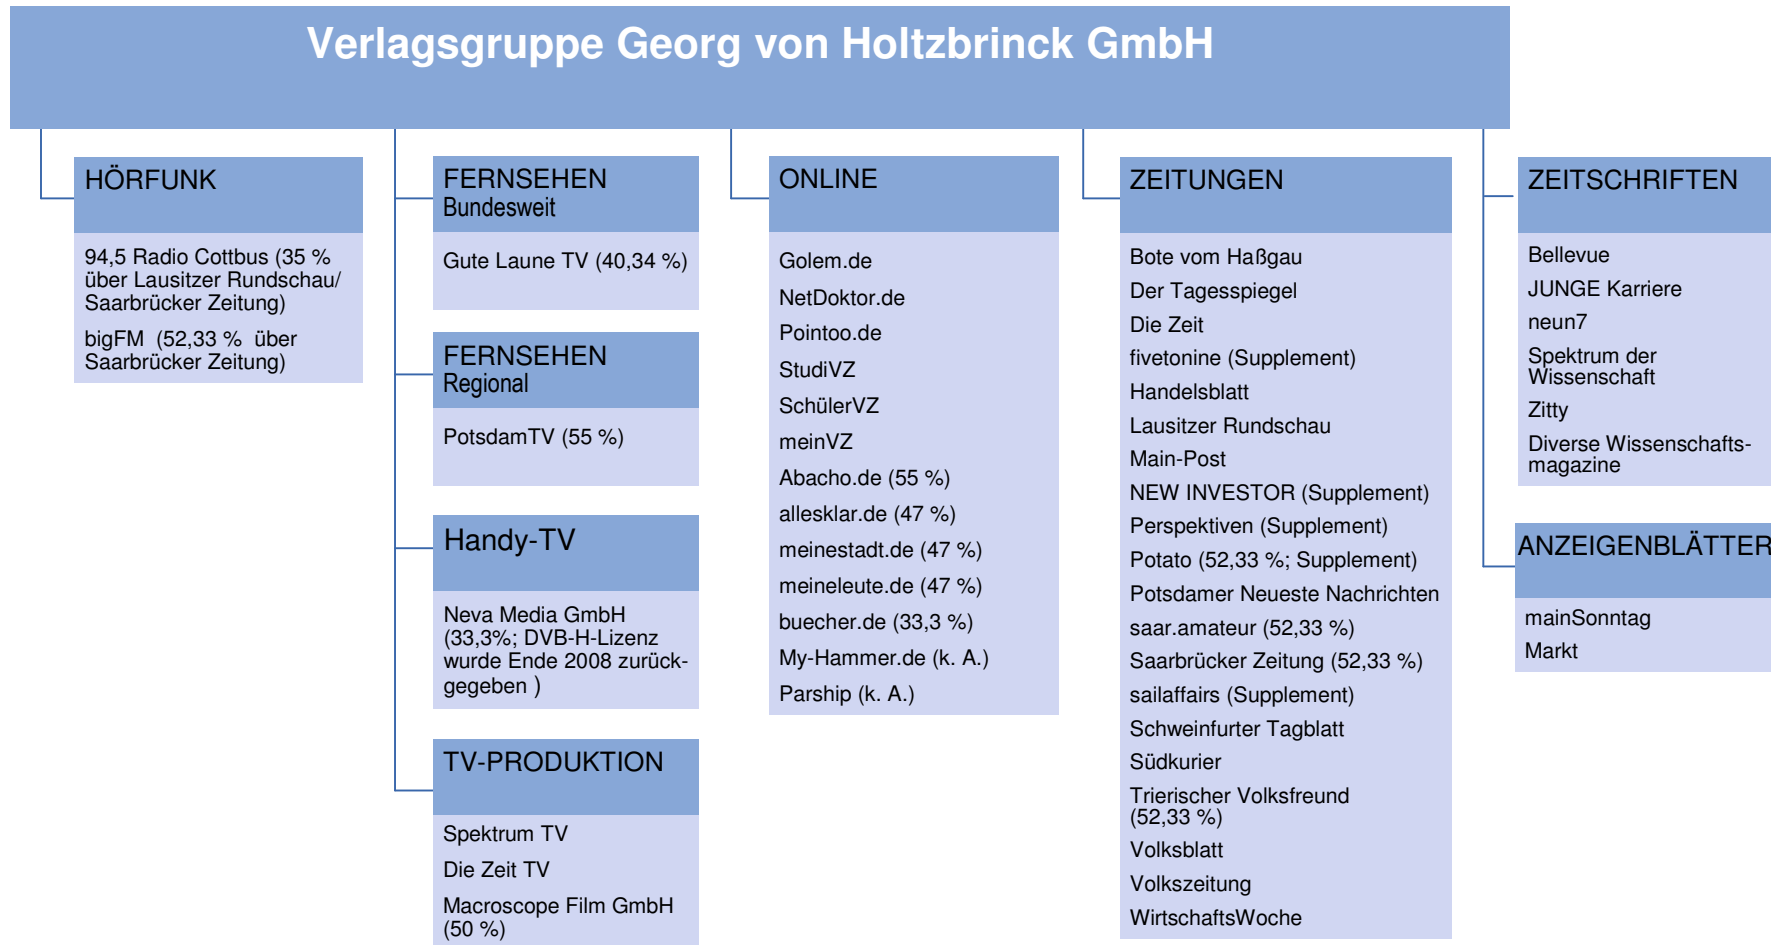 Verlagsgruppe Georg von Holtzbrinck GmbH
HÖRFUNK
94,5 Radio Cottbus (35 %
über Lausitzer Rundschau/
Saarbrücker Zeitung)
bigFM (52,33 % über
Saarbrücker Zeitung)
FERNSEHEN
Bundesweit
Gute Laune TV (40,34 %)
FERNSEHEN
Regional
PotsdamTV (55 %)
Handy-TV
Neva Media GmbH
(33,3%; DVB-H-Lizenz
wurde Ende 2008 zurück-
gegeben )
TV-PRODUKTION
Spektrum TV
Die Zeit TV
Macroscope Film GmbH
(50 %)
ONLINE
Golem.de
NetDoktor.de
Pointoo.de
StudiVZ
SchülerVZ
meinVZ
Abacho.de (55 %)
allesklar.de (47 %)
meinestadt.de (47 %)
meineleute.de (47 %)
buecher.de (33,3 %)
My-Hammer.de (k. A.)
Parship (k. A.)
ZEITUNGEN
Bote vom Haßgau
Der Tagesspiegel
Die Zeit
fivetonine (Supplement)
Handelsblatt
Lausitzer Rundschau
Main-Post
NEW INVESTOR (Supplement)
Perspektiven (Supplement)
Potato (52,33 %; Supplement)
Potsdamer Neueste Nachrichten
saar.amateur (52,33 %)
Saarbrücker Zeitung (52,33 %)
sailaffairs (Supplement)
Schweinfurter Tagblatt
Südkurier
Trierischer Volksfreund
(52,33 %)
Volksblatt
Volkszeitung
WirtschaftsWoche
ZEITSCHRIFTEN
Bellevue
JUNGE Karriere
neun7
Spektrum der
Wissenschaft
Zitty
Diverse Wissenschafts-
magazine
ANZEIGENBLÄTTER
mainSonntag
Markt